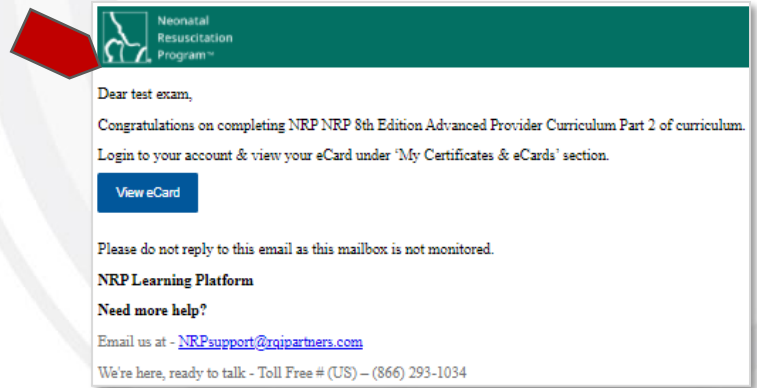 Neonatal
Resuscitation
Program™
Dear test exam,
Congratulations on completing NRP NRP 8th Edition Advanced Provider Curriculum Part 2 of curriculum.
Login to your account & view your eCard under ‘My Certificates & eCards’ section.
View eCard
Please do not reply to this email as this mailbox is not monitored.
NRP Learning Platform
Need more help?
Email us at - NRPsupport@rqipartners.com
We're here, ready to talk - Toll Free # (US) – (866) 293-1034